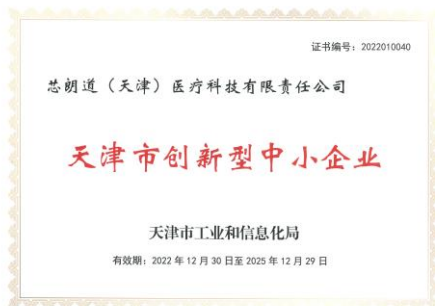 证书编号：2022010040
芯朗道（天津）医疗科技有限责任公司
天津市创新型中小企业
天津市工业和信息化局
有效期：2022 年 12 月 30 日至 2025 年 12 月 29 日